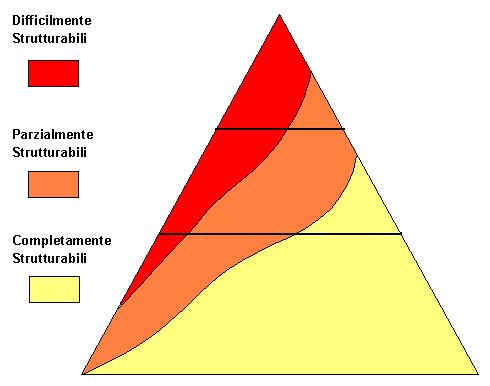 Difficilmente
Strutturabili
Parzialmente
Strutturabili
Completamente
Strutturabili